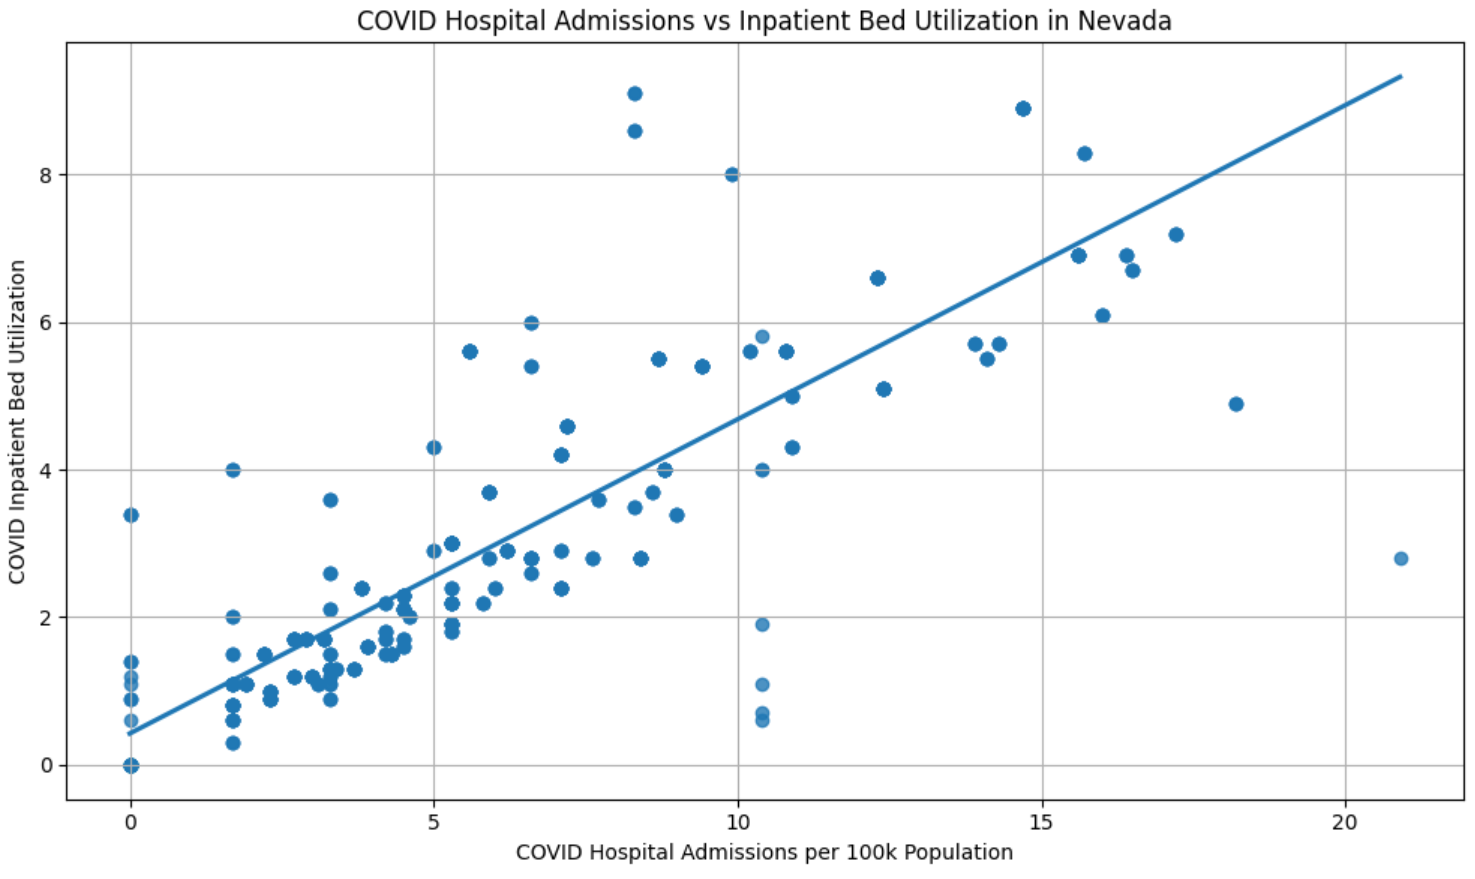 COVID Hospital Admissions vs Inpatient Bed Utilization in Nevada
COVID Inpatient Bed Utilization
8
6
4
2
0
0 5 10 15 20
COVID Hospital Admissions per 100k Population